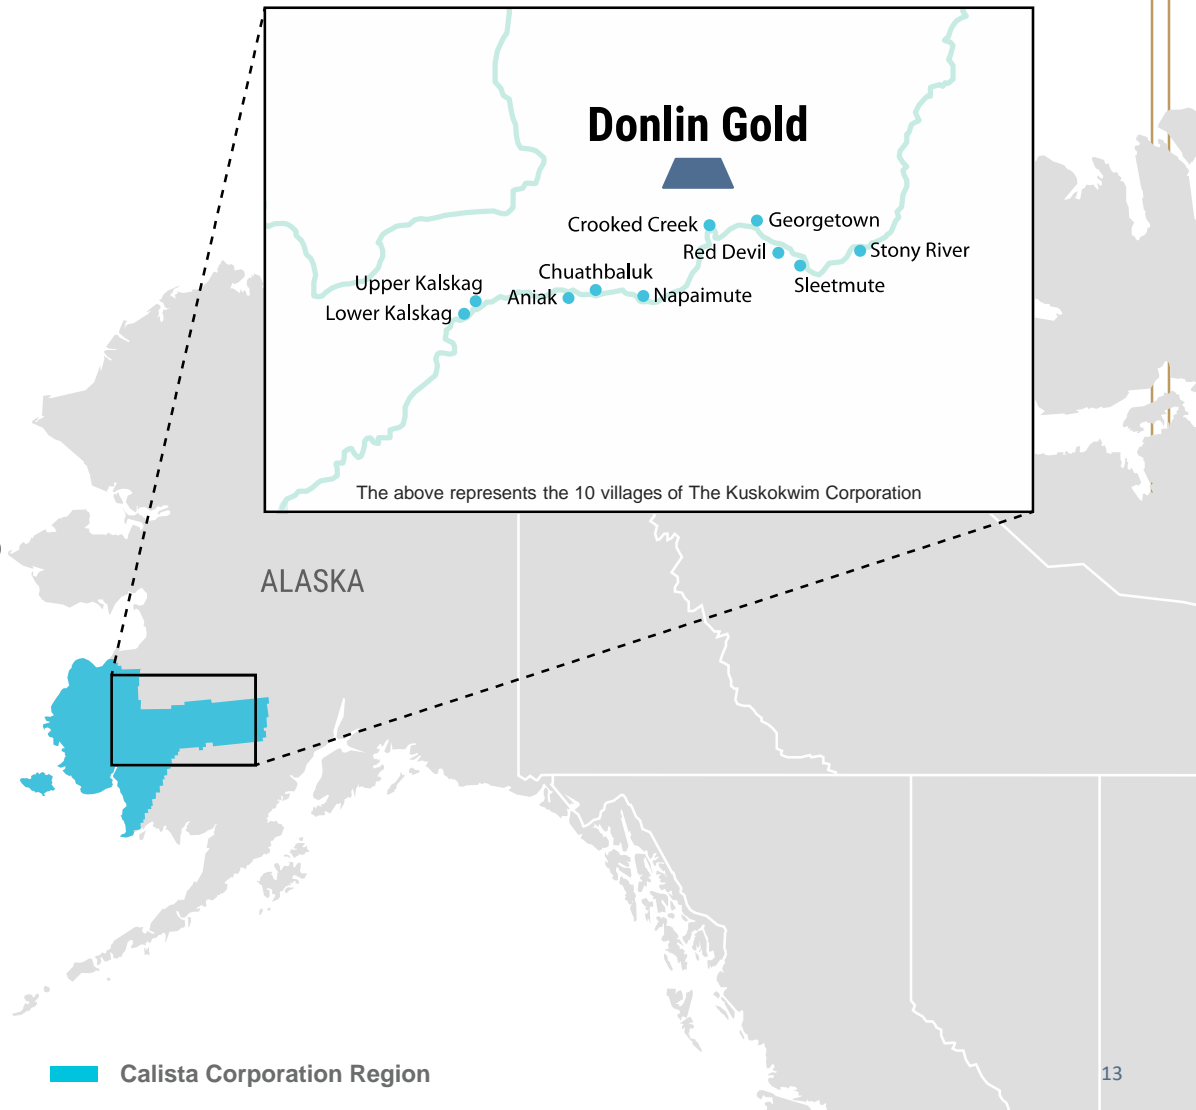 Donlin Gold
Crooked Creek
Georgetown
Red Devil
Stony River
Sleetmute
Chuathbaluk
Upper Kalskag
Aniak
Napaimute
Lower Kalskag
The above represents the 10 villages of The Kuskokwim Corporation
ALASKA
Calista Corporation Region
13